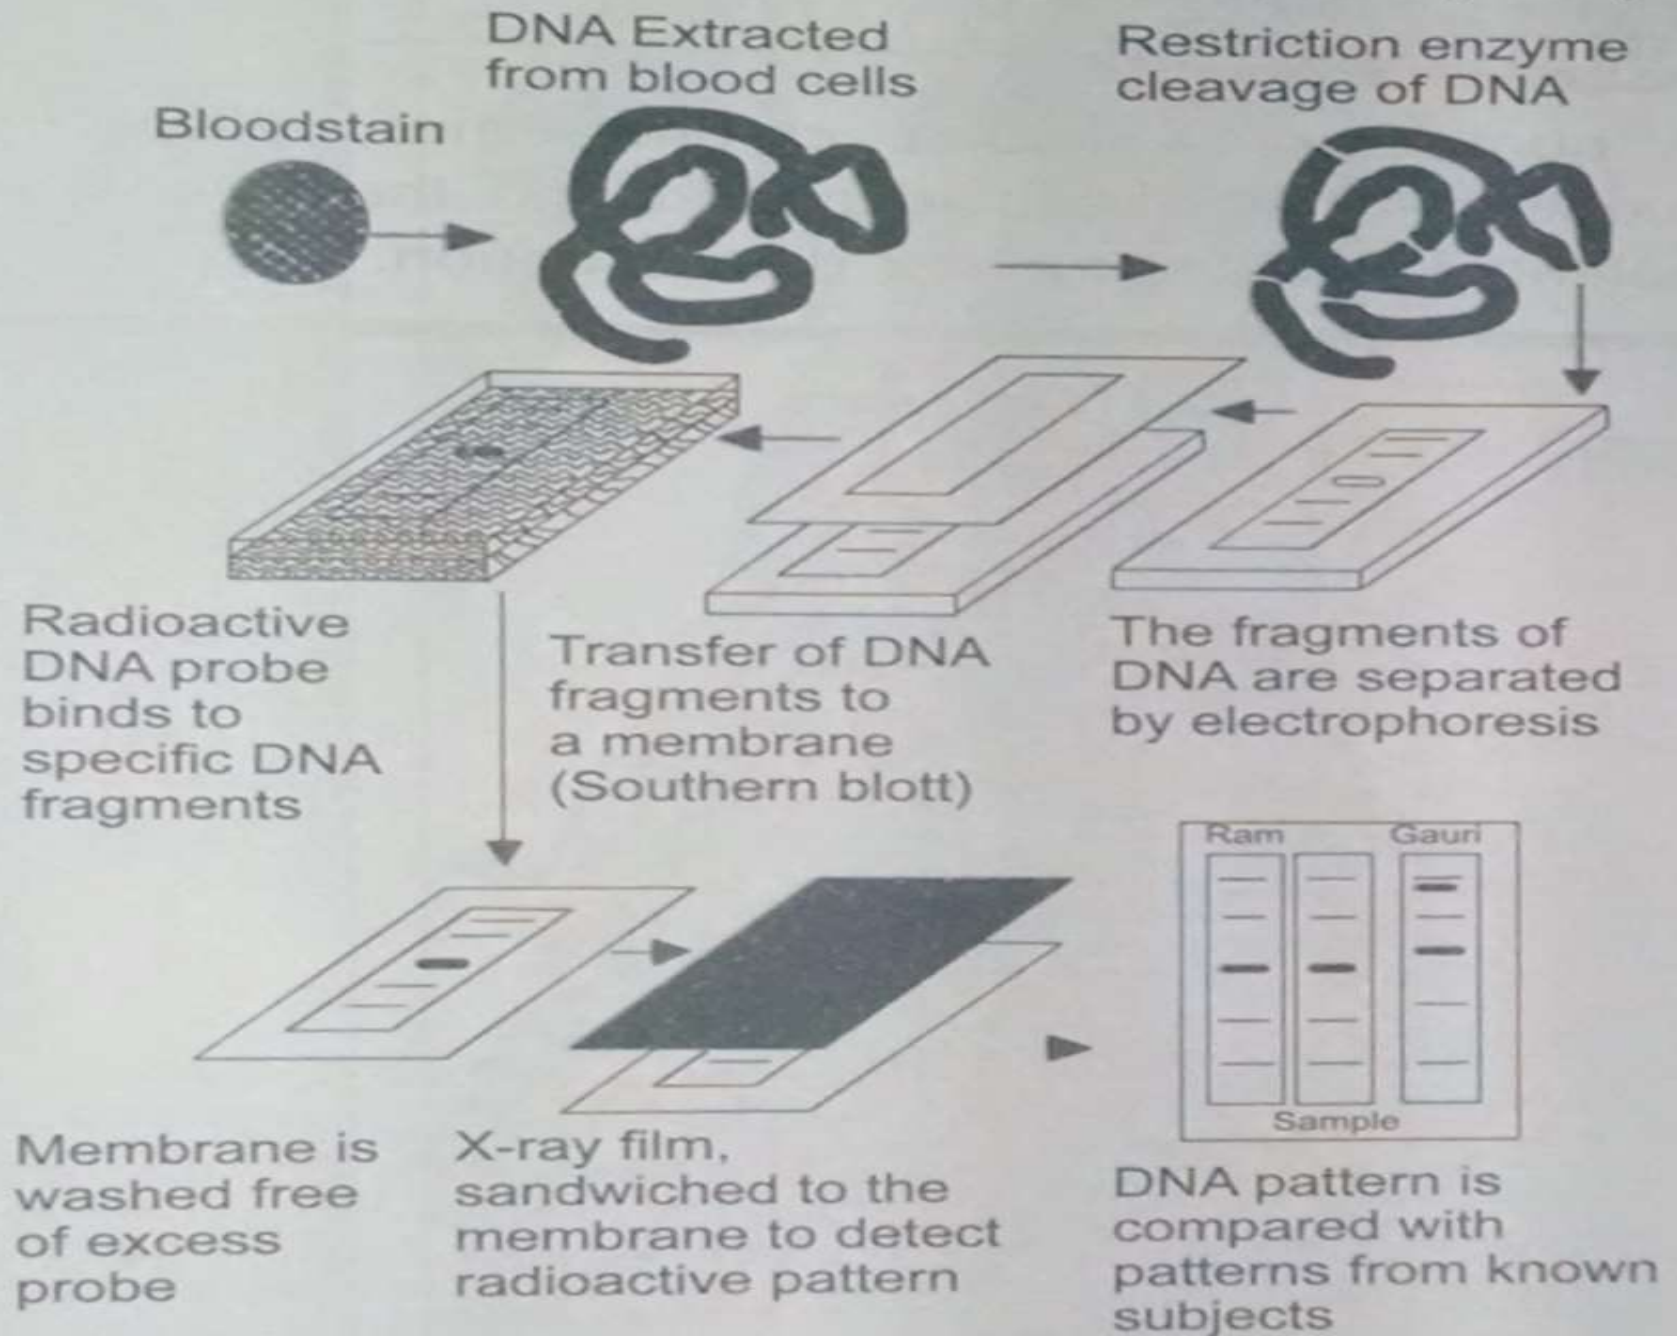 Bloodstain
DNA Extracted
from blood cells
Restriction enzyme
cleavage of DNA
The fragments of
DNA are separated
by electrophoresis
Transfer of DNA
fragments to
a membrane
(Southern blott)
Radioactive
DNA probe
binds to
specific DNA
fragments
Membrane is
washed free
of excess
probe
X-ray film,
sandwiched to the
membrane to detect
radioactive pattern
Ram Gauri
Sample
DNA pattern is
compared with
patterns from known
subjects